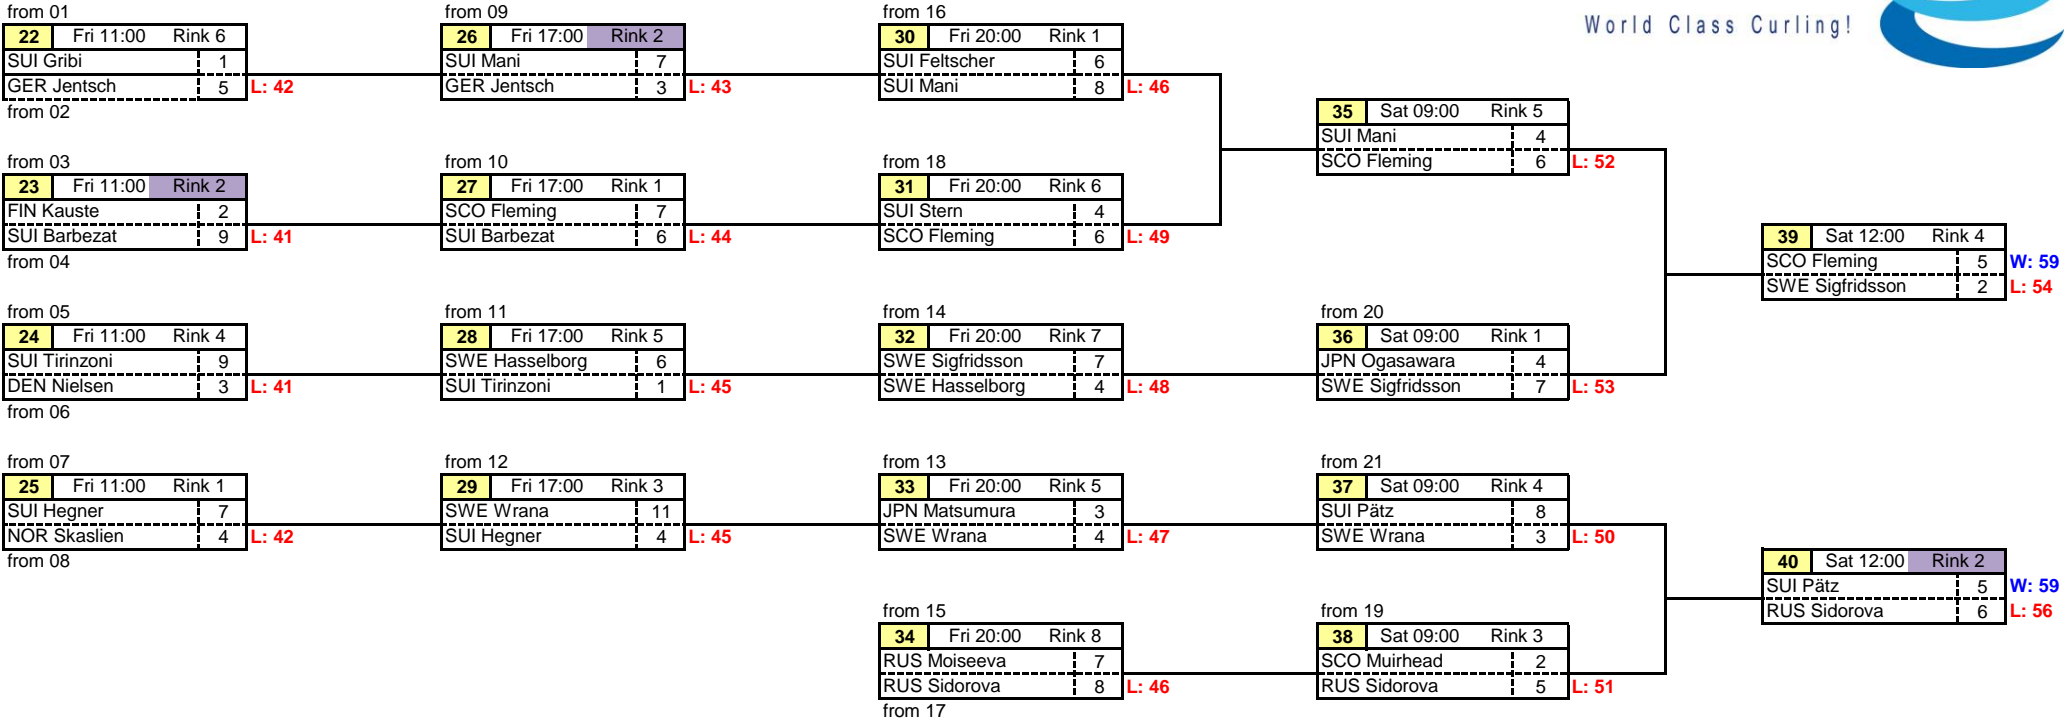 World Class Curling!
from 01
22 Fri 11:00 Rink 6
SUI Gribi 1
GER Jentsch 5 L: 42
from 02
from 03
23 Fri 11:00 Rink 2
FIN Kauste 2
SUI Barbezat 9 L: 41
from 04
from 05
24 Fri 11:00 Rink 4
SUI Tirinzoni 9
DEN Nielsen 3 L: 41
from 06
from 07
25 Fri 11:00 Rink 1
SUI Hegner 7
NOR Skaslien 4 L: 42
from 08
from 09
26 Fri 17:00 Rink 2
SUI Mani 7
GER Jentsch 3 L: 43
from 10
27 Fri 17:00 Rink 1
SCO Fleming 7
SUI Barbezat 6 L: 44
from 11
28 Fri 17:00 Rink 5
SWE Hasselborg 6
SUI Tirinzoni 1 L: 45
from 12
29 Fri 17:00 Rink 3
SWE Wrana 11
SUI Hegner 4 L: 45
from 16
30 Fri 20:00 Rink 1
SUI Feltscher 6
SUI Mani 8 L: 46
from 18
31 Fri 20:00 Rink 6
SUI Stern 4
SCO Fleming 6 L: 49
from 14
32 Fri 20:00 Rink 7
SWE Sigfridsson 7
SWE Hasselborg 4 L: 48
from 13
33 Fri 20:00 Rink 5
JPN Matsumura 3
SWE Wrana 4 L: 47
from 15
34 Fri 20:00 Rink 8
RUS Moiseeva 7
RUS Sidorova 8 L: 46
from 17
35 Sat 09:00 Rink 5
SUI Mani 4
SCO Fleming 6 L: 52
from 20
36 Sat 09:00 Rink 1
JPN Ogasawara 4
SWE Sigfridsson 7 L: 53
from 21
37 Sat 09:00 Rink 4
SUI Pätz 8
SWE Wrana 3 L: 50
from 19
38 Sat 09:00 Rink 3
SCO Muirhead 2
RUS Sidorova 5 L: 51
39 Sat 12:00 Rink 4
SCO Fleming 5 W: 59
SWE Sigfridsson 2 L: 54
40 Sat 12:00 Rink 2
SUI Pätz 5 W: 59
RUS Sidorova 6 L: 56